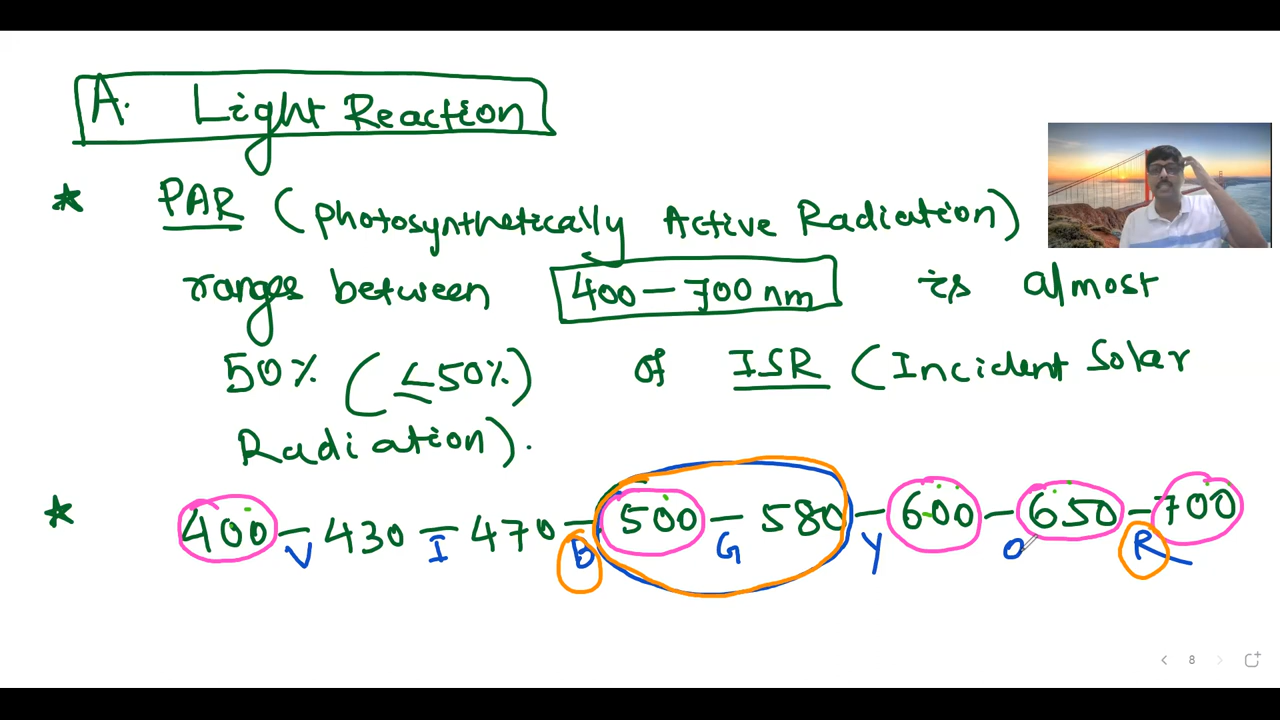 A. Light Reaction
* PAR (Photosynthetically Active Radiation)
ranges between 400 - 700 nm is almost
50% (≤50%) of ISR (Incident Solar
Radiation).
* 400 - 430 - 470 - 500 - 580 - 600 - 650 - 700
V I B G Y O R
< 8 >